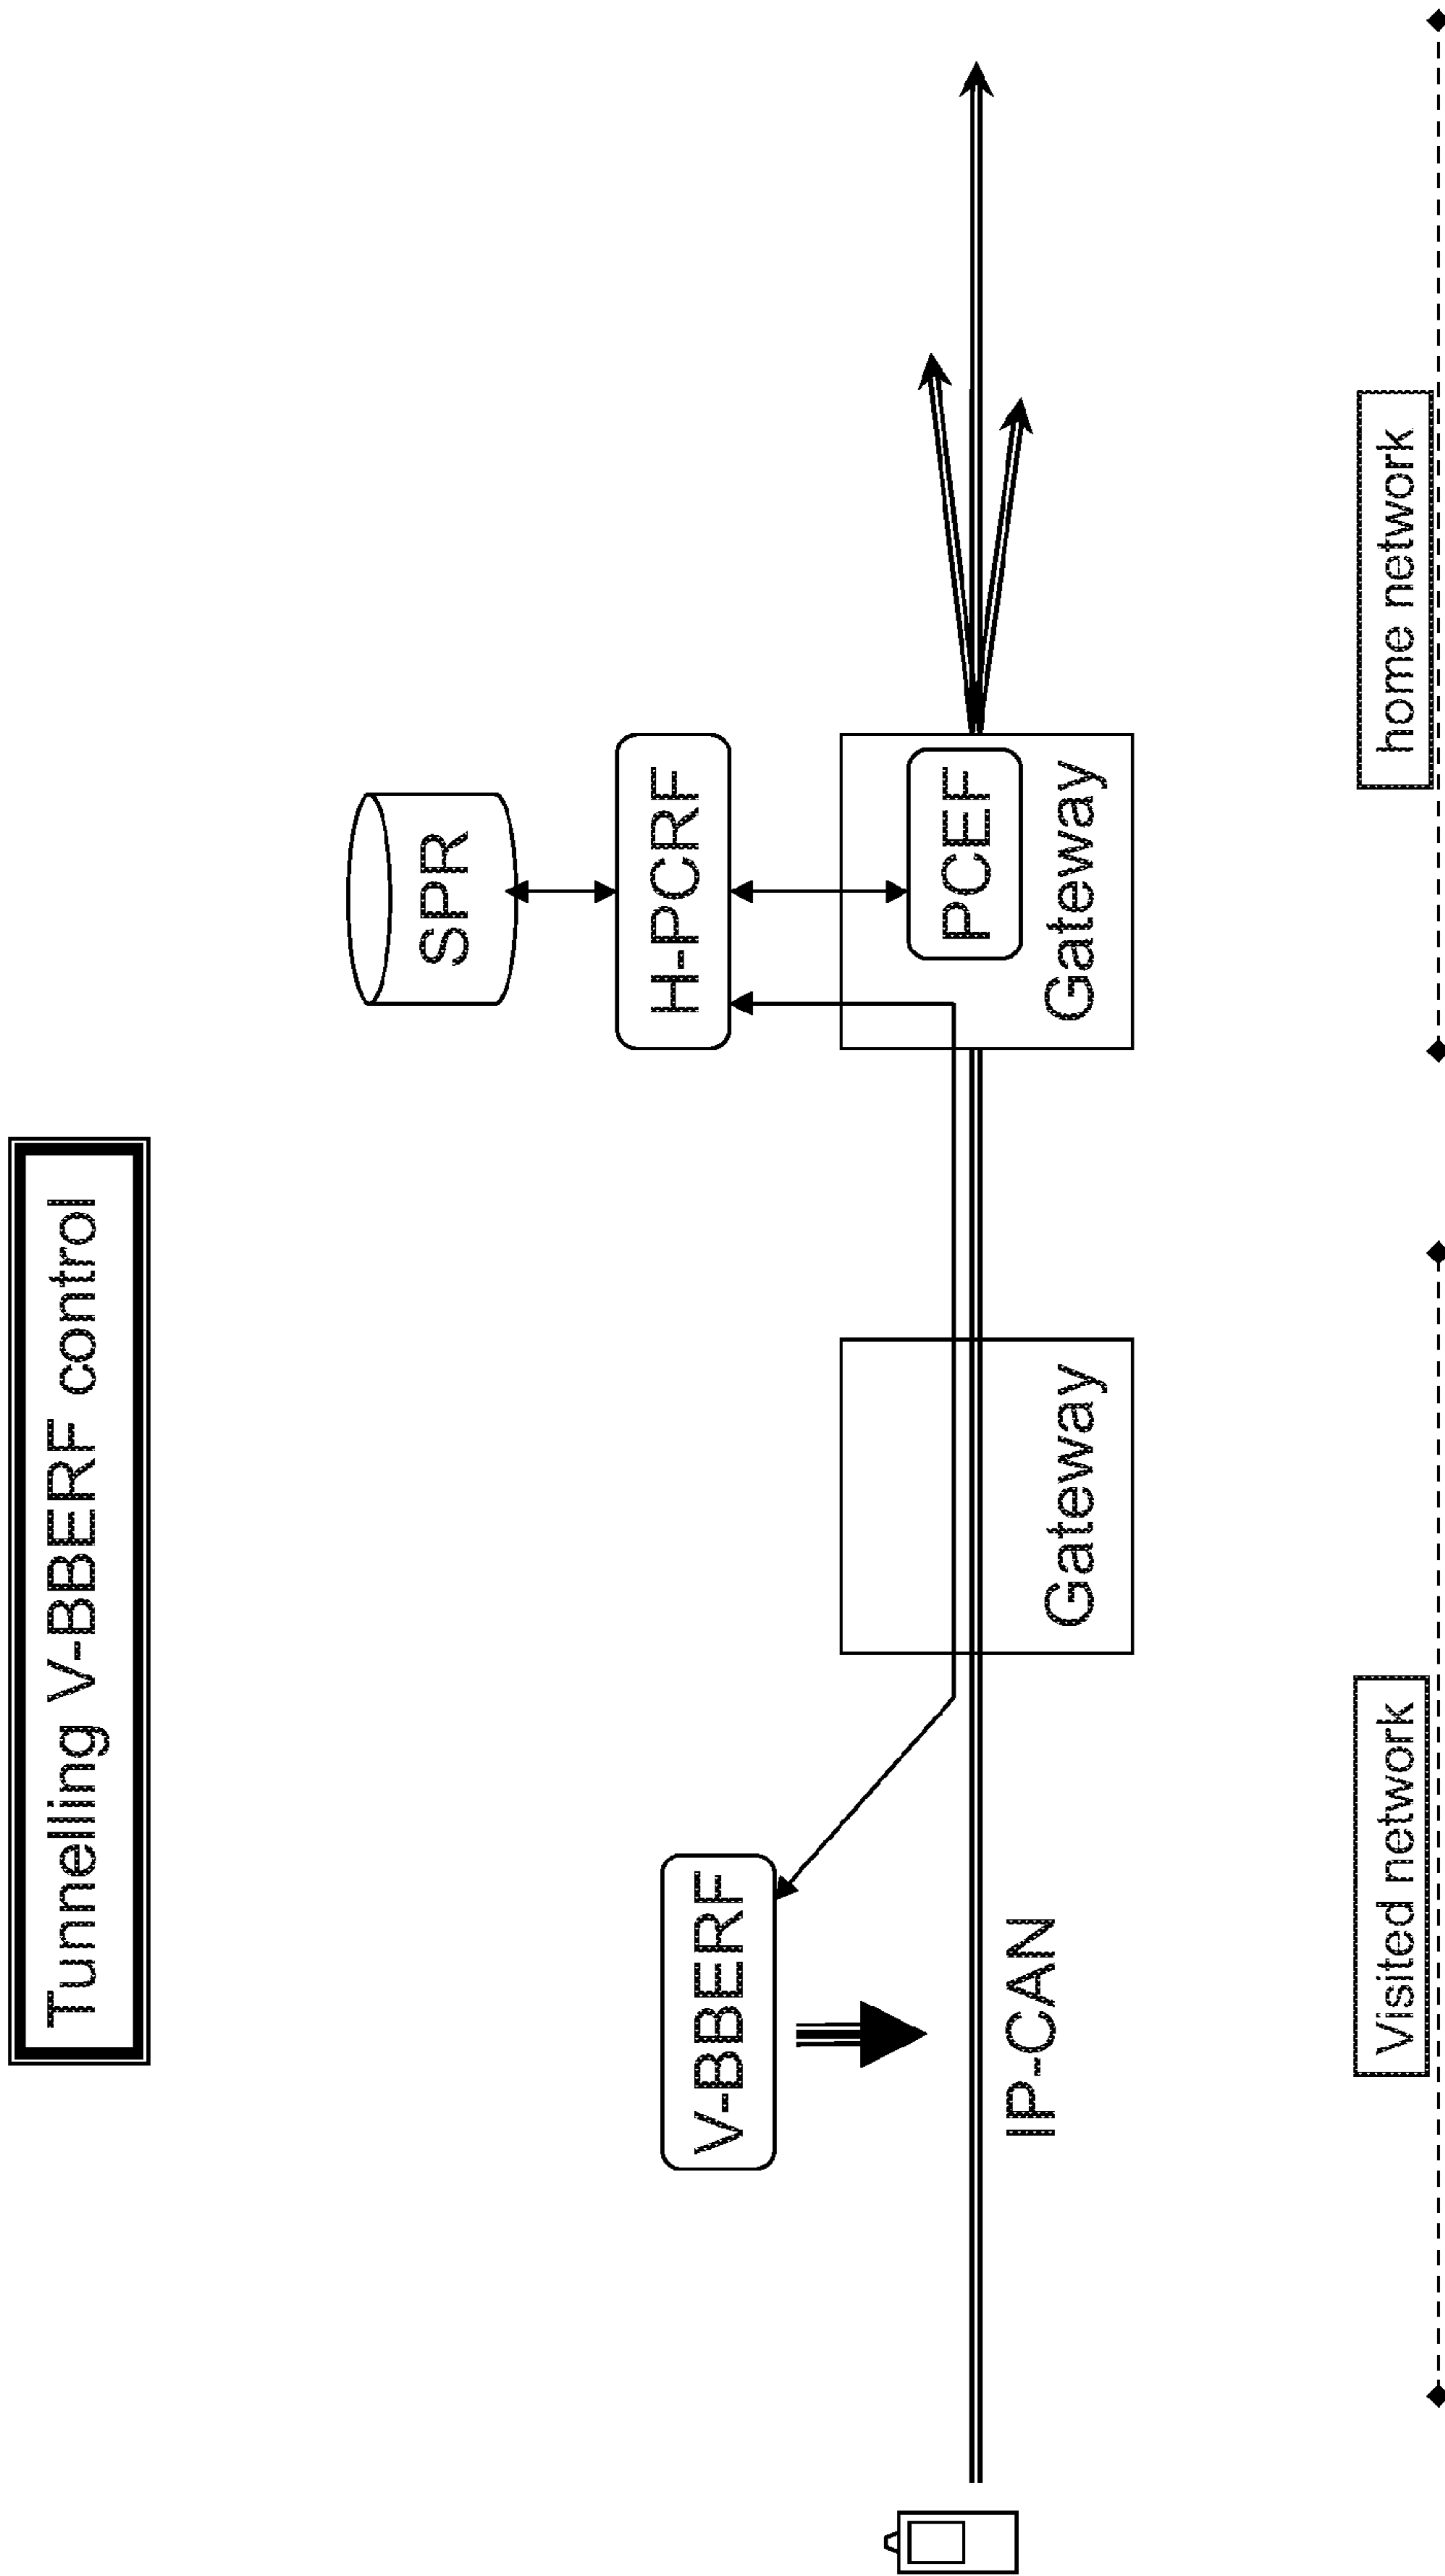 Tunnelling V-BBERF control
SPR
H-PCRF
V-BBERF
PCEF
Gateway
Gateway
IP-CAN
Visited network
home network